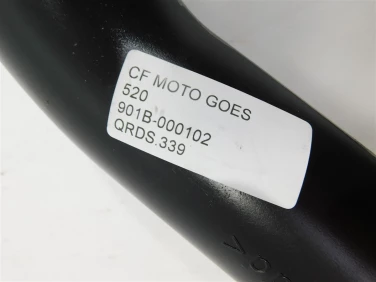 CF MOTO GOES
520
901B-000102
QRDS.339